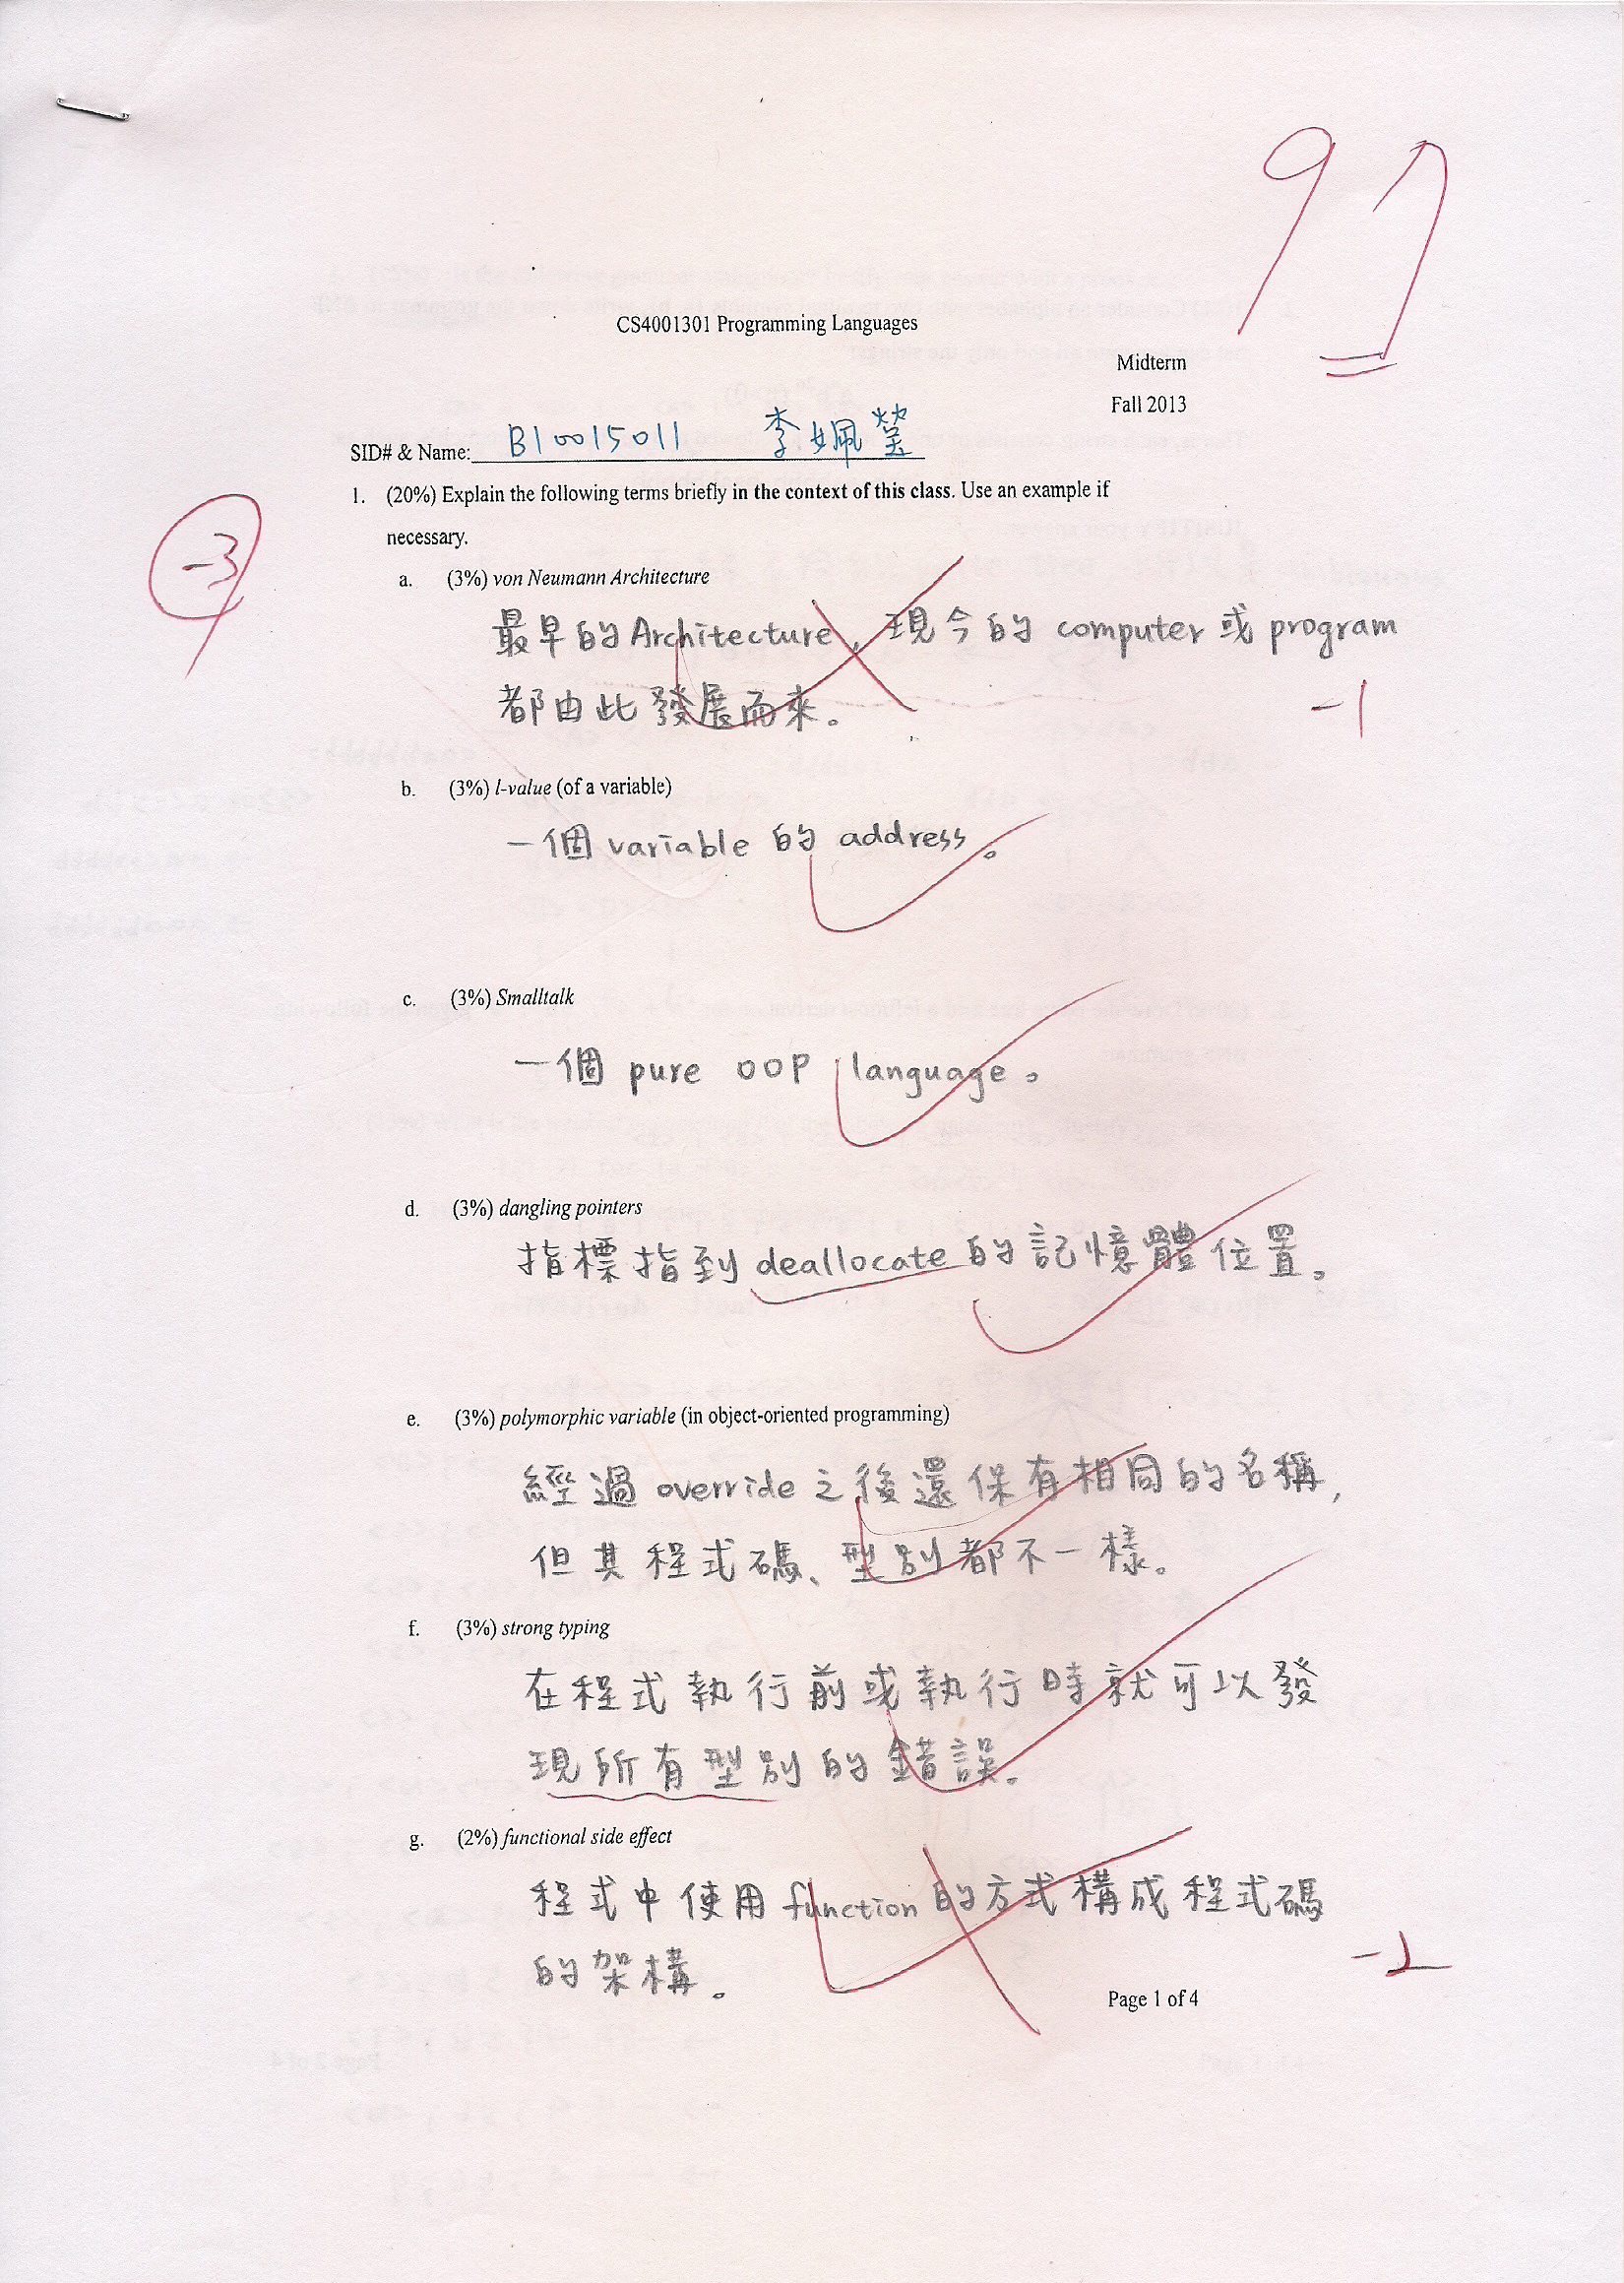 97
CS4001301 Programming Languages
Midterm
Fall 2013
SID# & Name: B10015011 李姵瑩
1. (20%) Explain the following terms briefly in the context of this class. Use an example if
necessary.
-3
a. (3%) von Neumann Architecture
最早的Architecture,現今的 computer 或 program
都由此發展而來。
-1
b. (3%) l-value (of a variable)
一個 variable 的 address。
c. (3%) Smalltalk
一個 pure OOP language。
d. (3%) dangling pointers
指標指到 deallocate 的記憶體位置。
e. (3%) polymorphic variable (in object-oriented programming)
經過 override 之後還保有相同的名稱,
但其程式碼、型別都不一樣。
f. (3%) strong typing
在程式執行前或執行時就可以發
現所有型別的錯誤。
g. (2%) functional side effect
程式中使用 function 的方式構成程式碼
的架構。
-2
Page 1 of 4